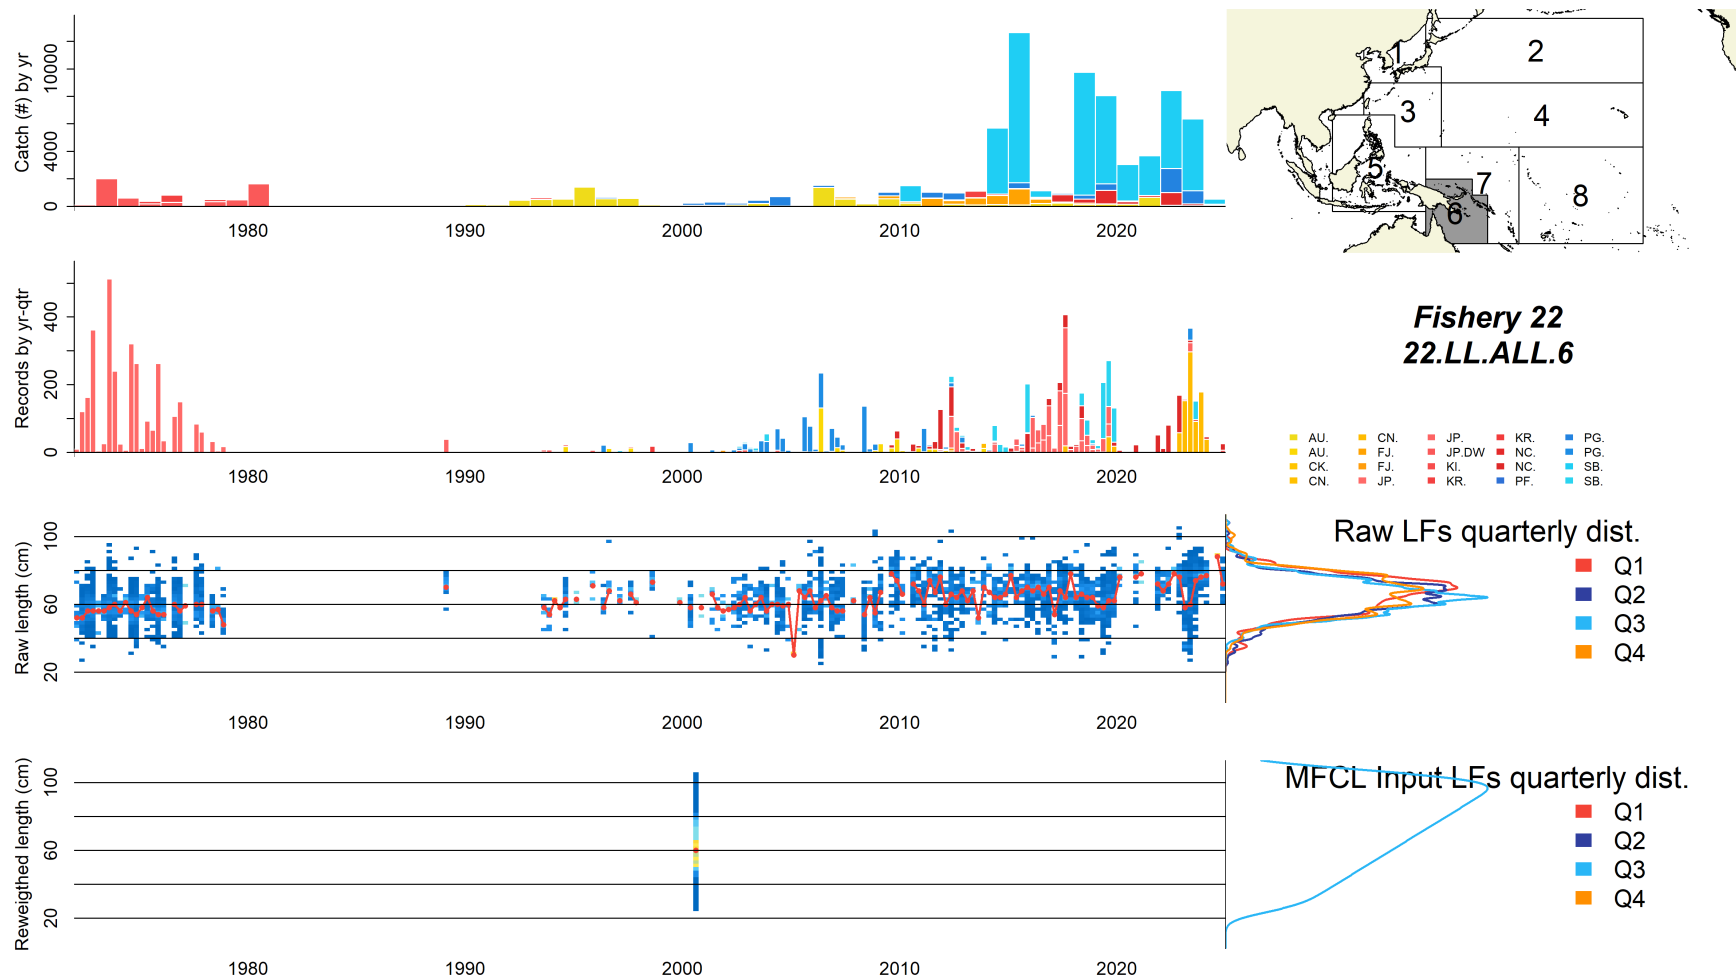 Catch (#) by yr
0
4000
10000
1980
1990
2000
2010
2020
1
2
3
4
5
6
7
8
Records by yr-qtr
0
200
400
1980
1990
2000
2010
2020
Fishery 22
22.LL.ALL.6
AU. CN. JP. KR. PG.
AU. FJ. JP.DW NC. PG.
CK. FJ. KI. NC. SB.
CN. JP. KR. PF. SB.
Raw length (cm)
20
60
100
1980
1990
2000
2010
2020
Raw LFs quarterly dist.
Q1
Q2
Q3
Q4
Reweigthed length (cm)
20
60
100
1980
1990
2000
2010
2020
MFCL Input LFs quarterly dist.
Q1
Q2
Q3
Q4